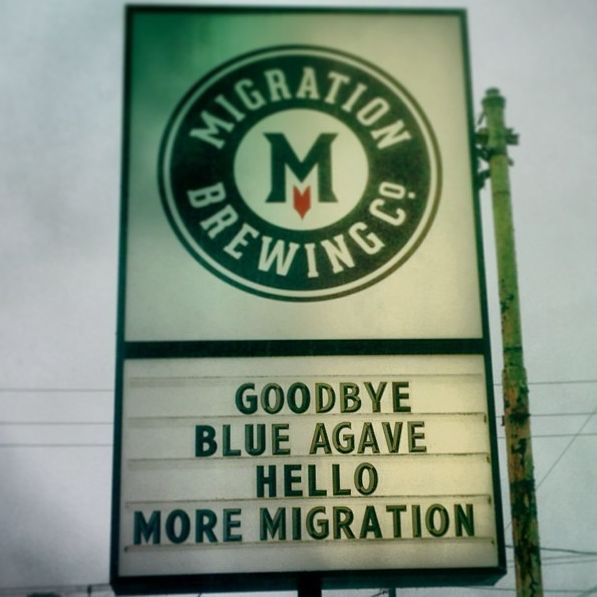 MIGRATION
M
BREWING Cº
GOODBYE
BLUE AGAVE
HELLO
MORE MIGRATION